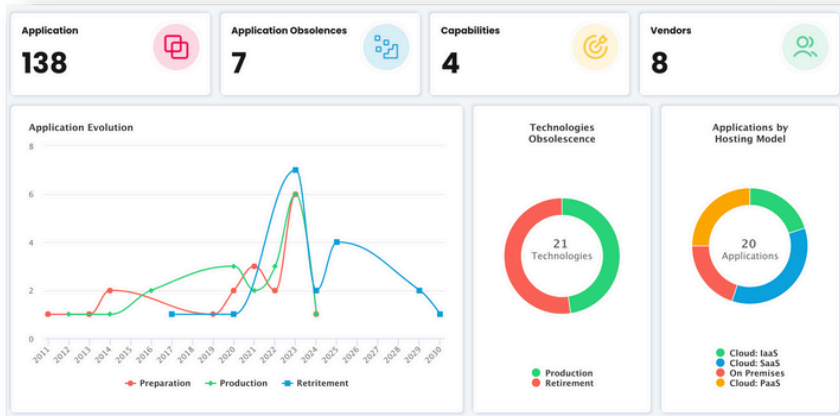 Application
138
Application Obsolences
7
Capabilities
4
Vendors
8
Application Evolution
8
6
4
2
0
2011 2012 2013 2014 2015 2016 2017 2018 2019 2020 2021 2022 2023 2024 2025 2026 2027 2028 2029 2030
Preparation Production Retritement
Technologies
Obsolescence
21
Technologies
Production
Retirement
Applications by
Hosting Model
20
Applications
Cloud: IaaS
Cloud: SaaS
On Premises
Cloud: PaaS